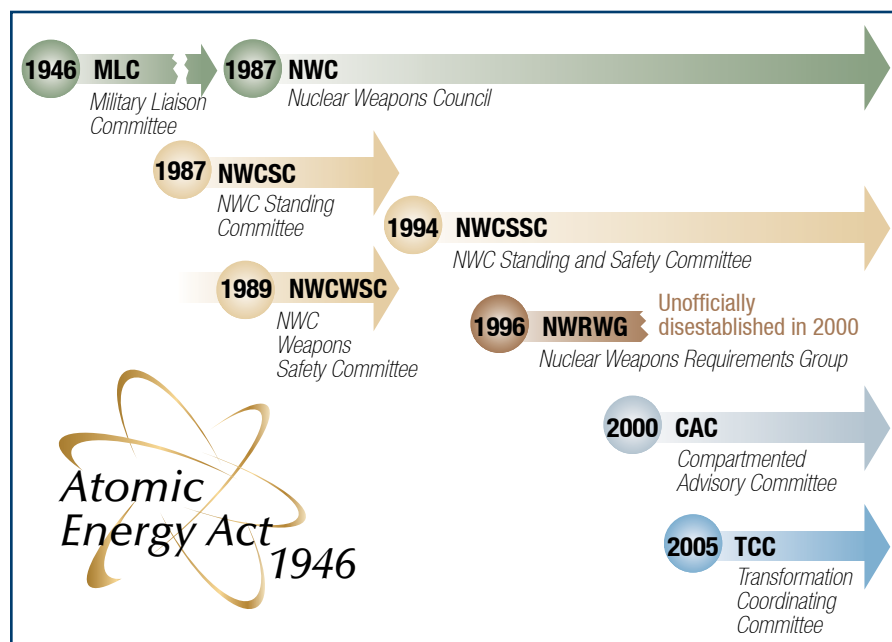 1946 MLC
Military Liaison
Committee
1987 NWC
Nuclear Weapons Council
1987 NWCSC
NWC Standing
Committee
1994 NWCSSC
NWC Standing and Safety Committee
1989 NWCWSC
NWC
Weapons
Safety Committee
1996 NWRWG
Unofficially
disestablished in 2000
Nuclear Weapons Requirements Group
2000 CAC
Compartmented
Advisory Committee
2005 TCC
Transformation
Coordinating
Committee
Atomic
Energy Act
1946